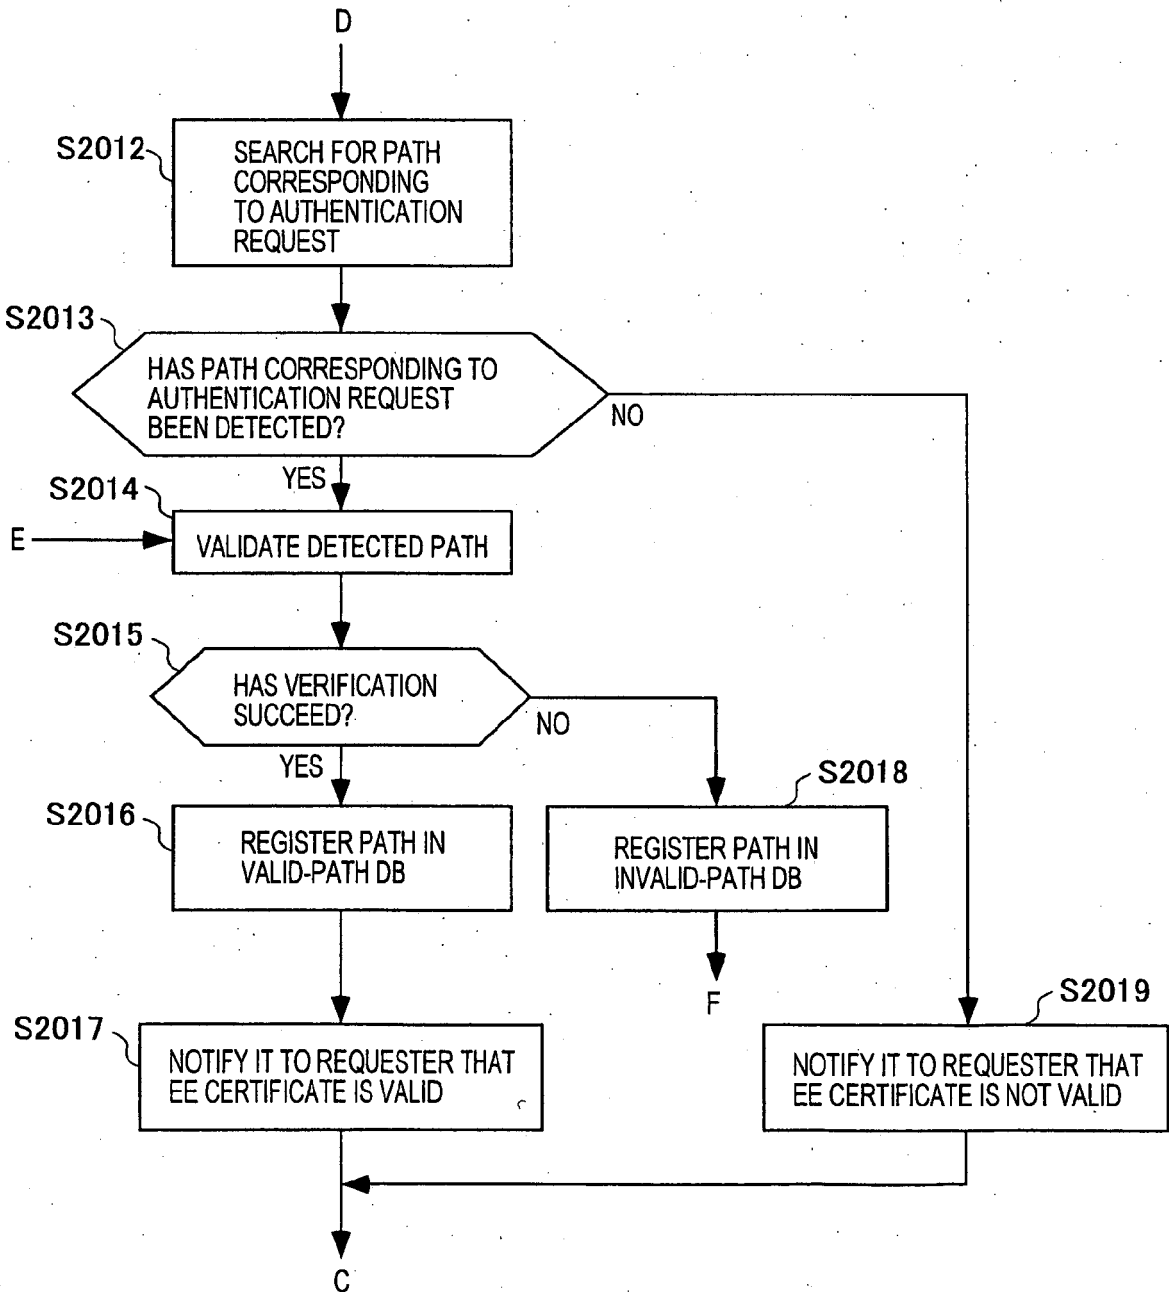 D
S2012
SEARCH FOR PATH
CORRESPONDING
TO AUTHENTICATION
REQUEST
S2013
HAS PATH CORRESPONDING TO
AUTHENTICATION REQUEST
BEEN DETECTED?
NO
YES
S2014
E
VALIDATE DETECTED PATH
S2015
HAS VERIFICATION
SUCCEED?
NO
YES
S2016
REGISTER PATH IN
VALID-PATH DB
S2018
REGISTER PATH IN
INVALID-PATH DB
F
S2017
NOTIFY IT TO REQUESTER THAT
EE CERTIFICATE IS VALID
S2019
NOTIFY IT TO REQUESTER THAT
EE CERTIFICATE IS NOT VALID
C